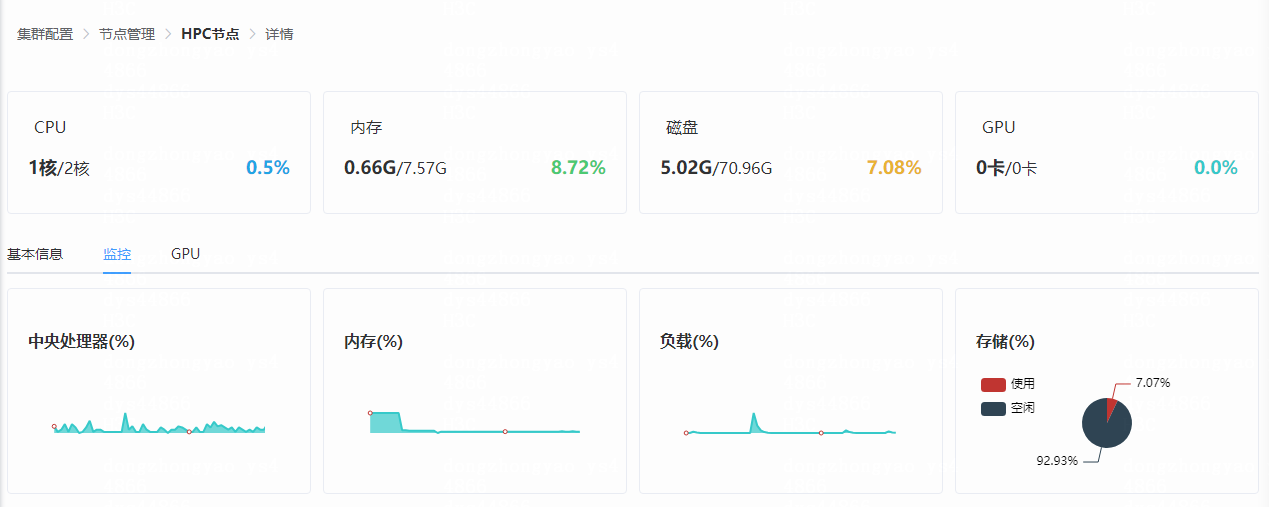 集群配置 > 节点管理 > HPC节点 > 详情
CPU
1核/2核 0.5%
内存
0.66G/7.57G 8.72%
磁盘
5.02G/70.96G 7.08%
GPU
0卡/0卡 0.0%
基本信息 监控 GPU
中央处理器(%)
内存(%)
负载(%)
存储(%)
使用
空闲
7.07%
92.93%